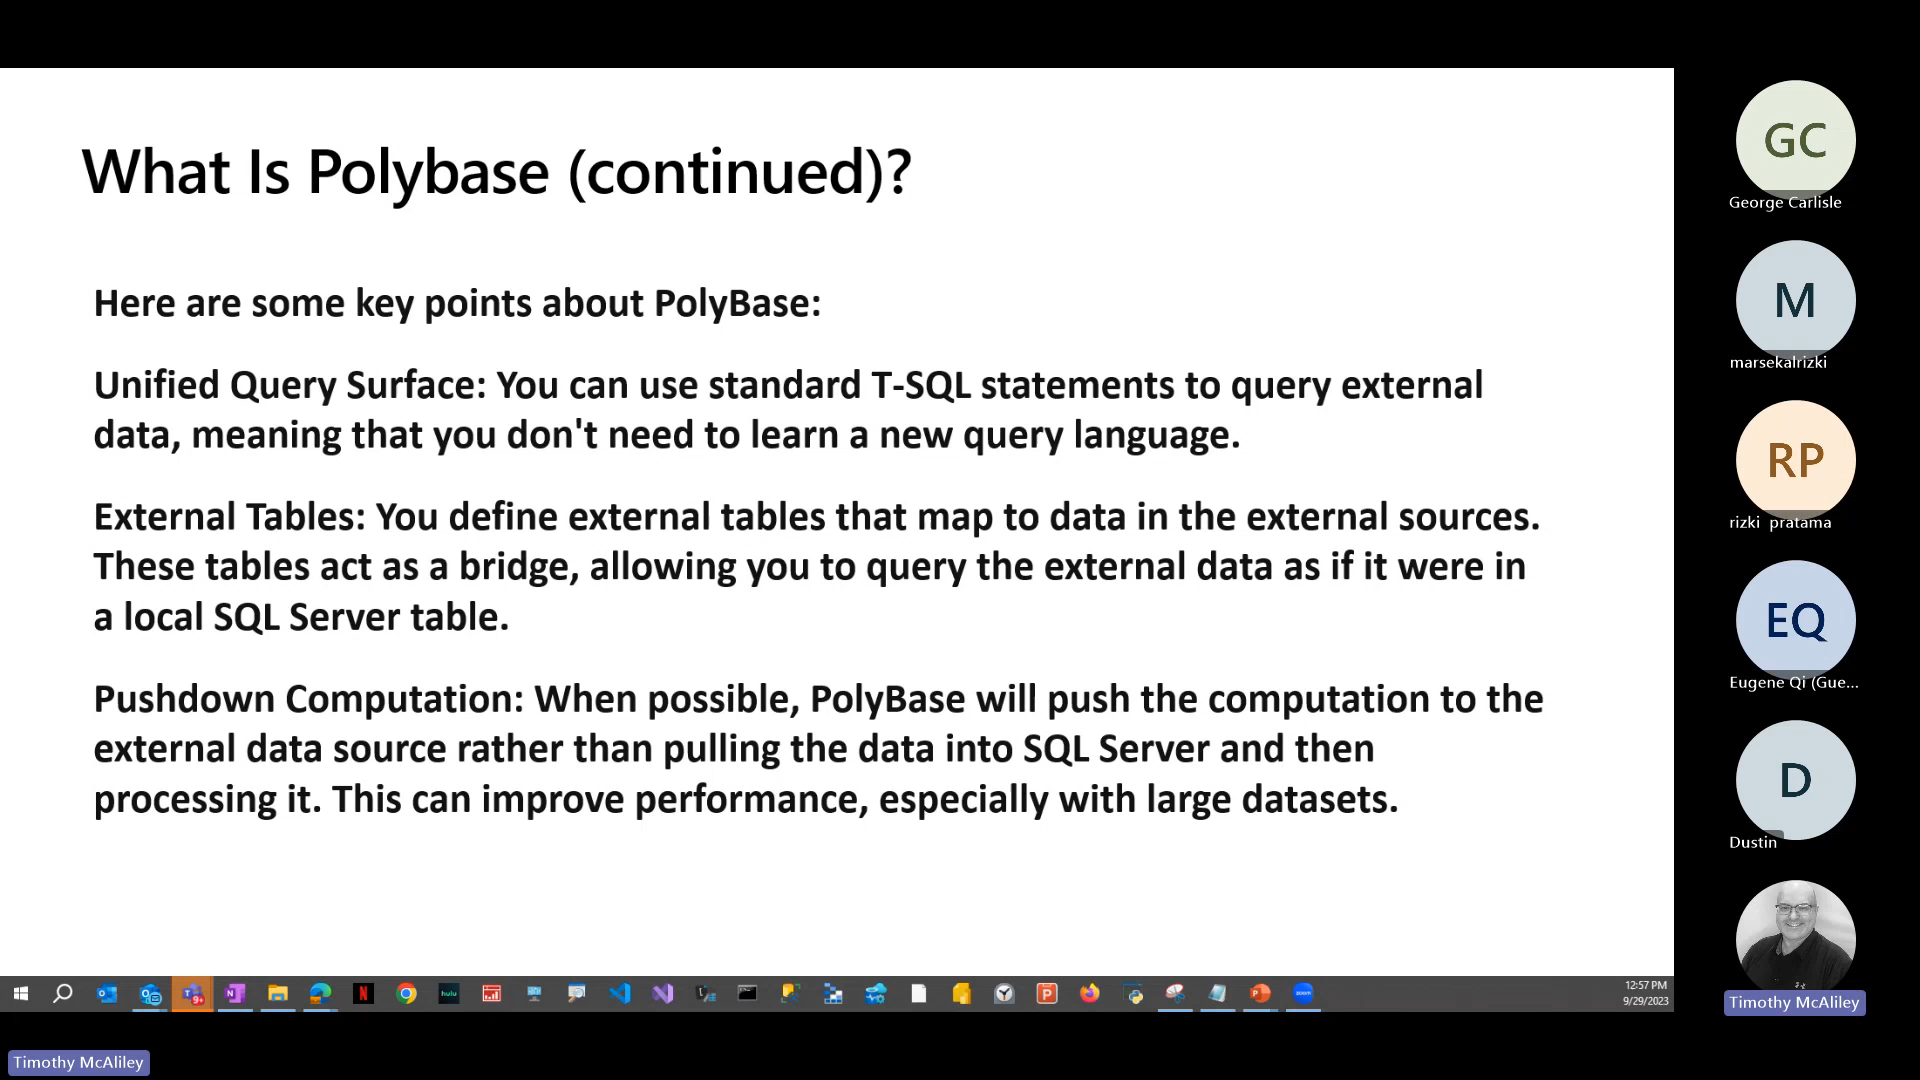 What Is Polybase (continued)?
Here are some key points about PolyBase:
Unified Query Surface: You can use standard T-SQL statements to query external
data, meaning that you don't need to learn a new query language.
External Tables: You define external tables that map to data in the external sources.
These tables act as a bridge, allowing you to query the external data as if it were in
a local SQL Server table.
Pushdown Computation: When possible, PolyBase will push the computation to the
external data source rather than pulling the data into SQL Server and then
processing it. This can improve performance, especially with large datasets.
GC
George Carlisle
M
marsekalrizki
RP
rizki pratama
EQ
Eugene Qi (Gue...
D
Dustin
Timothy McAliley
hulu
zoom
12:57 PM
9/29/2023
Timothy McAliley